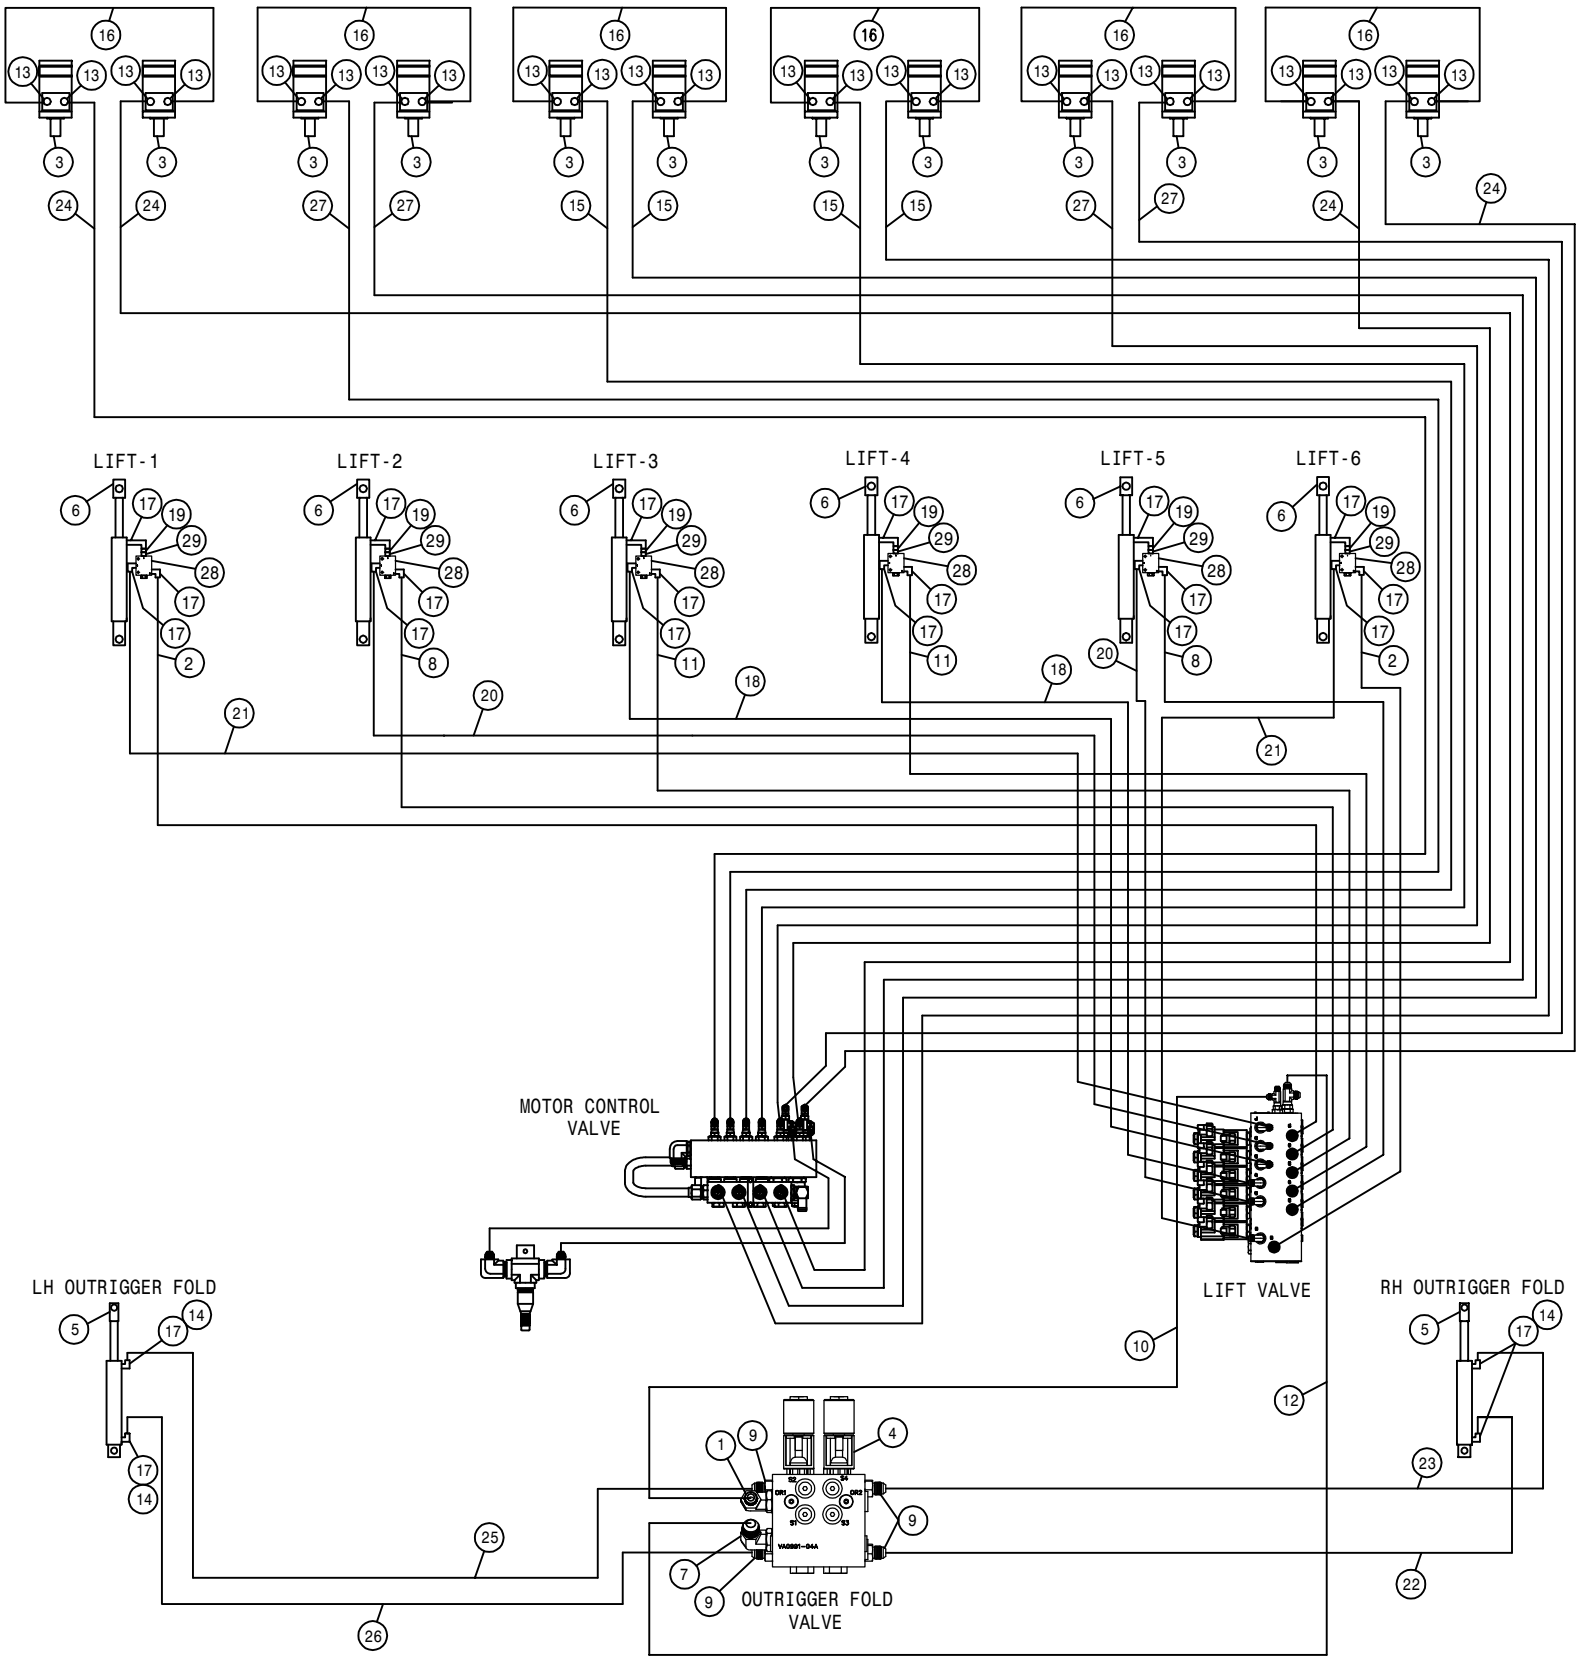 16 16 16 16 16 16
13 13 13 13 13 13 13 13 13 13 13 13 13 13 13 13 13 13 13 13 13 13 13 13
3 3 3 3 3 3 3 3 3 3 3 3
24 24 27 27 15 15 15 15 27 27 24 24
LIFT-1 LIFT-2 LIFT-3 LIFT-4 LIFT-5 LIFT-6
6 17 19 29 28 17 17 2
6 17 19 29 28 17 17 8
6 17 19 29 28 17 17 11
6 17 19 29 28 17 17 11
6 17 19 29 28 17 17 20 8
6 17 19 29 28 17 17 2
21 20 18 18 21
MOTOR CONTROL
VALVE
LIFT VALVE
LH OUTRIGGER FOLD
5 17 14
17
14
RH OUTRIGGER FOLD
5 17 14
10
12
1 9 4
S2 S4
DR1 DR2
S1 S3
VA0991-04A
9
7
9
23
22
25
26
OUTRIGGER FOLD
VALVE